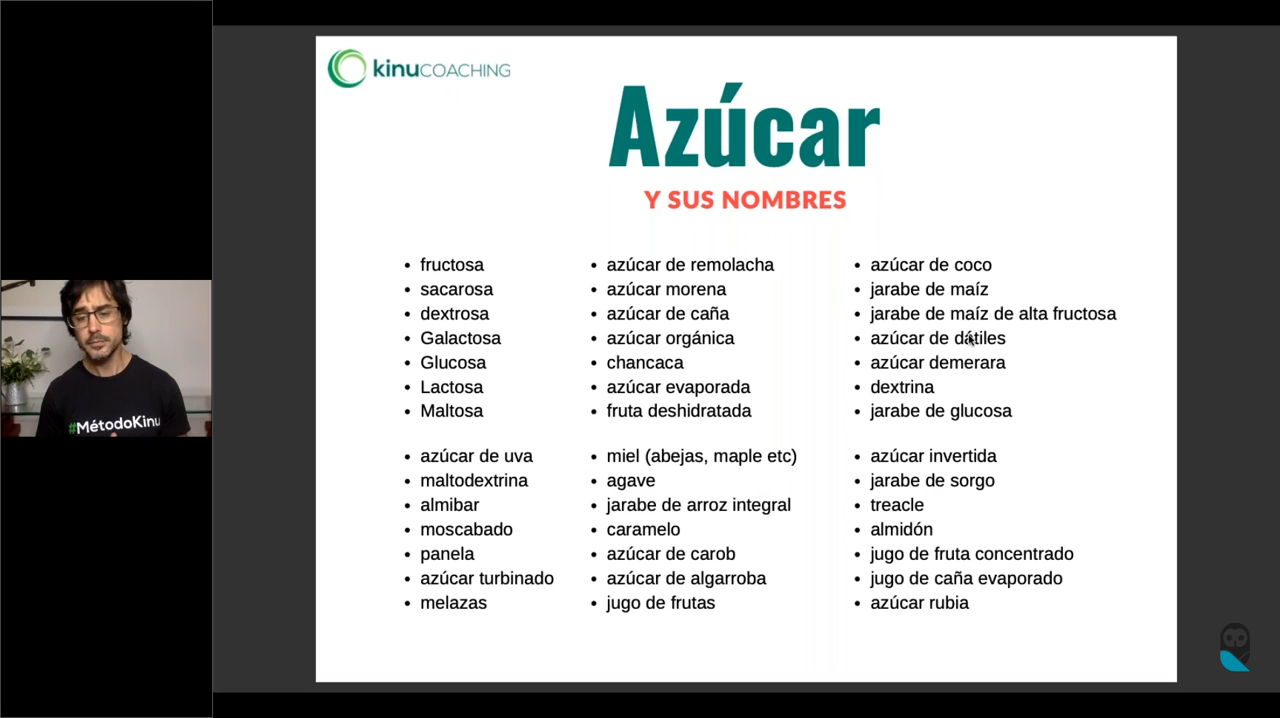 kinuCOACHING
Azúcar
Y SUS NOMBRES
• fructosa
• sacarosa
• dextrosa
• Galactosa
• Glucosa
• Lactosa
• Maltosa
• azúcar de uva
• maltodextrina
• almibar
• moscabado
• panela
• azúcar turbinado
• melazas
• azúcar de remolacha
• azúcar morena
• azúcar de caña
• azúcar orgánica
• chancaca
• azúcar evaporada
• fruta deshidratada
• miel (abejas, maple etc)
• agave
• jarabe de arroz integral
• caramelo
• azúcar de carob
• azúcar de algarroba
• jugo de frutas
• azúcar de coco
• jarabe de maíz
• jarabe de maíz de alta fructosa
• azúcar de dátiles
• azúcar demerara
• dextrina
• jarabe de glucosa
• azúcar invertida
• jarabe de sorgo
• treacle
• almidón
• jugo de fruta concentrado
• jugo de caña evaporado
• azúcar rubia
#MétodoKinu